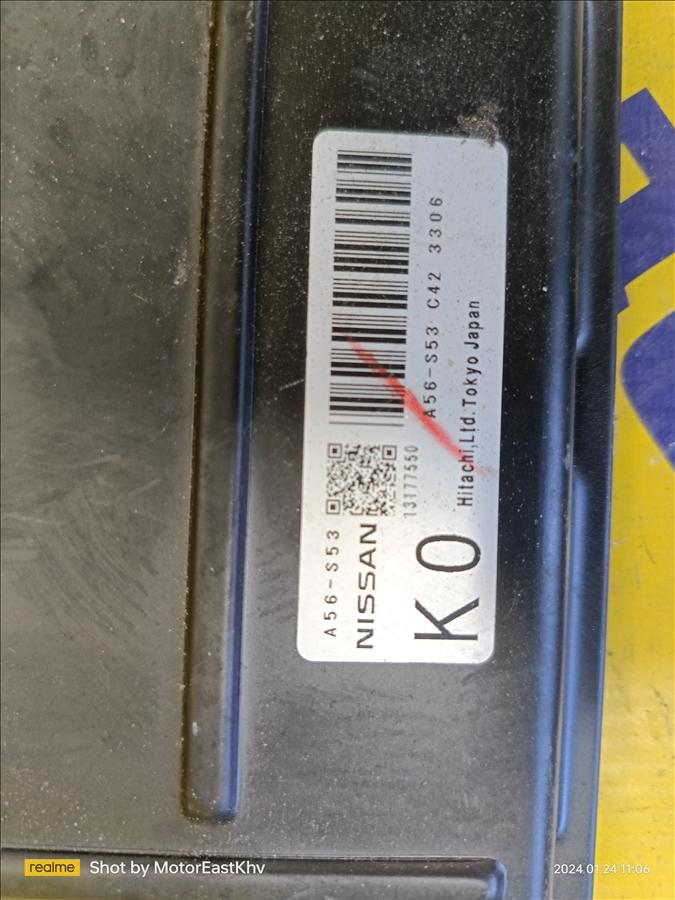 A56-S53
NISSAN
13177550
A56-S53 C42 3306
K0
Hitachi,Ltd.Tokyo Japan
realme
Shot by MotorEastKhv
2024.01.24 11:06